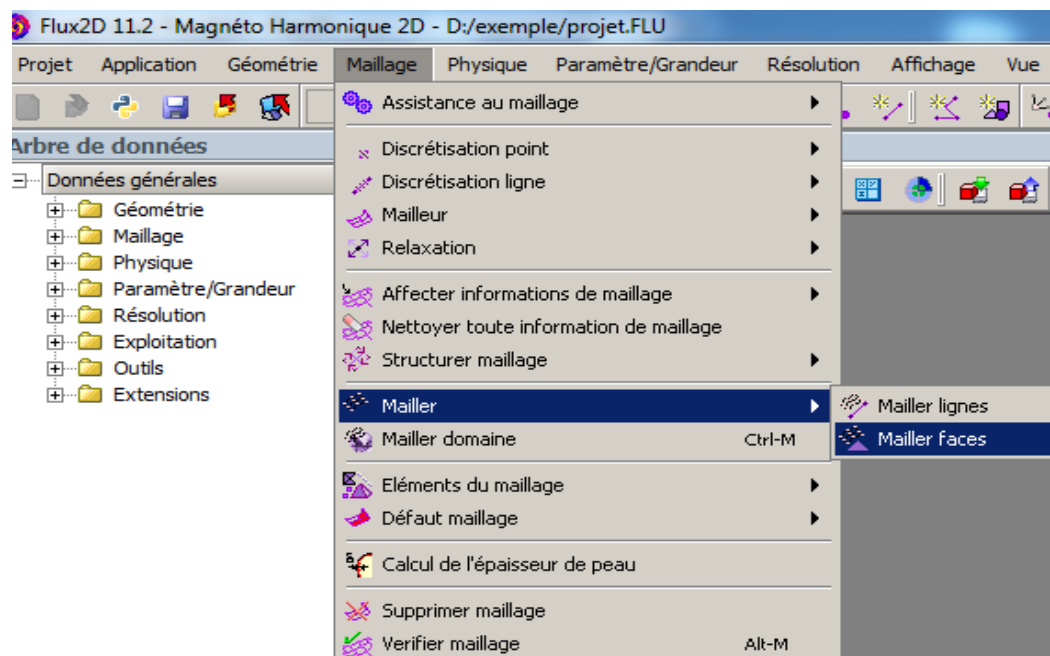 Flux2D 11.2 - Magnéto Harmonique 2D - D:/exemple/projet.FLU
Projet Application Géométrie Maillage Physique Paramètre/Grandeur Résolution Affichage Vue
Arbre de données
Données générales
Géométrie
Maillage
Physique
Paramètre/Grandeur
Résolution
Exploitation
Outils
Extensions
Assistance au maillage
Discrétisation point
Discrétisation ligne
Mailleur
Relaxation
Affecter informations de maillage
Nettoyer toute information de maillage
Structurer maillage
Mailler
Mailler domaine Ctrl-M
Eléments du maillage
Défaut maillage
Calcul de l'épaisseur de peau
Supprimer maillage
Verifier maillage Alt-M
Mailler lignes
Mailler faces